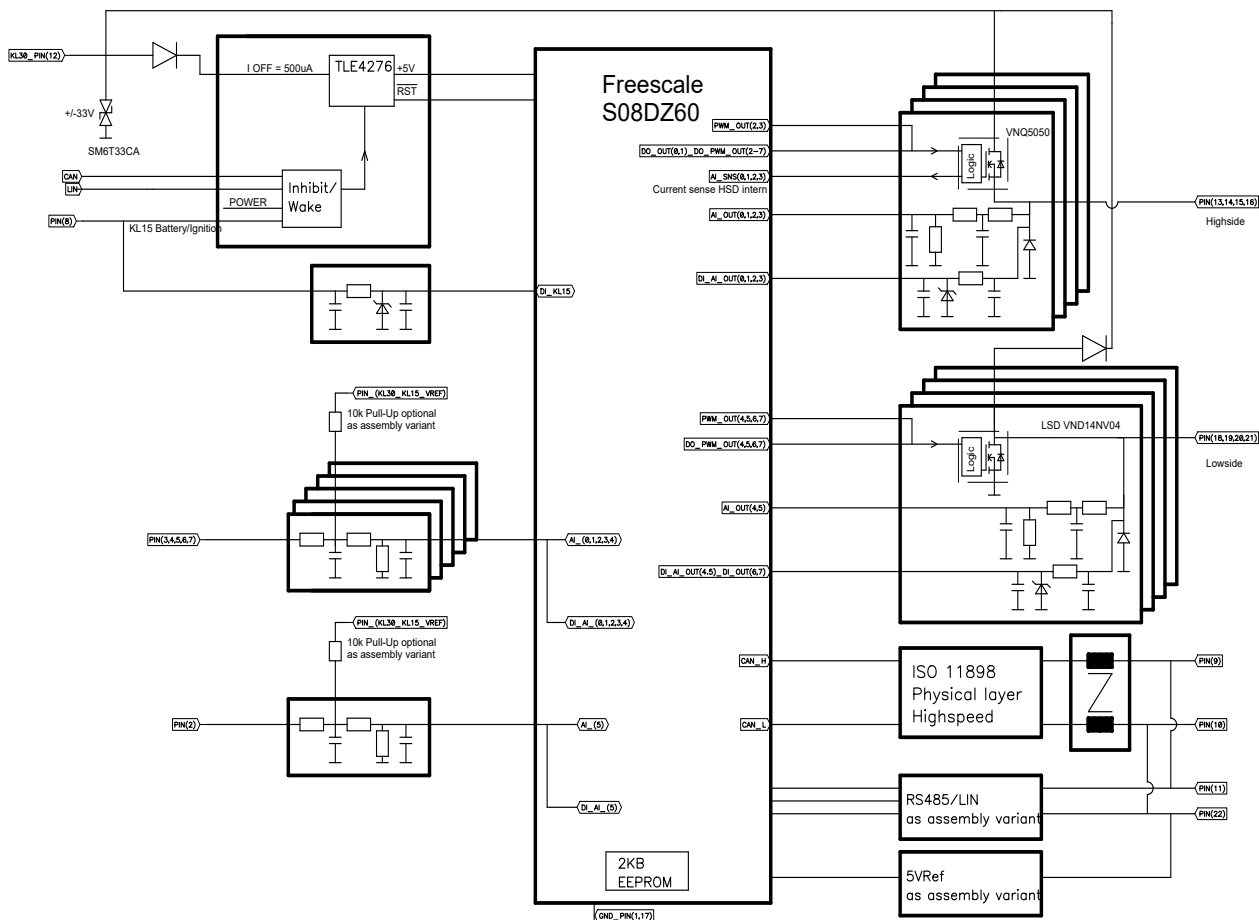 KL30_PIN(12)
I OFF = 500uA
TLE4276
+5V
RST
+/-33V
SM6T33CA
CAN
LIN
POWER
Inhibit/
Wake
PIN(8)
KL15 Battery/Ignition
DI_KL15
PIN_(KL30_KL15_VREF)
10k Pull-Up optional
as assembly variant
PIN(3,4,5,6,7)
AI_(0,1,2,3,4)
DI_AI_(0,1,2,3,4)
PIN_(KL30_KL15_VREF)
10k Pull-Up optional
as assembly variant
PIN(2)
AI_(5)
DI_AI_(5)
Freescale
S08DZ60
2KB
EEPROM
GND_PIN(1,17)
PWM_OUT(2,3)
DO_OUT(0,1)_DO_PWM_OUT(2-7)
AI_SNS(0,1,2,3)
Current sense HSD intern
AI_OUT(0,1,2,3)
DI_AI_OUT(0,1,2,3)
VNQ5050
Logic
PIN(13,14,15,16)
Highside
PWM_OUT(4,5,6,7)
DO_PWM_OUT(4,5,6,7)
AI_OUT(4,5)
DI_AI_OUT(4.5)_DI_OUT(6,7)
LSD VND14NV04
Logic
PIN(18,19,20,21)
Lowside
CAN_H
CAN_L
ISO 11898
Physical layer
Highspeed
PIN(9)
PIN(10)
RS485/LIN
as assembly variant
PIN(11)
PIN(22)
5VRef
as assembly variant